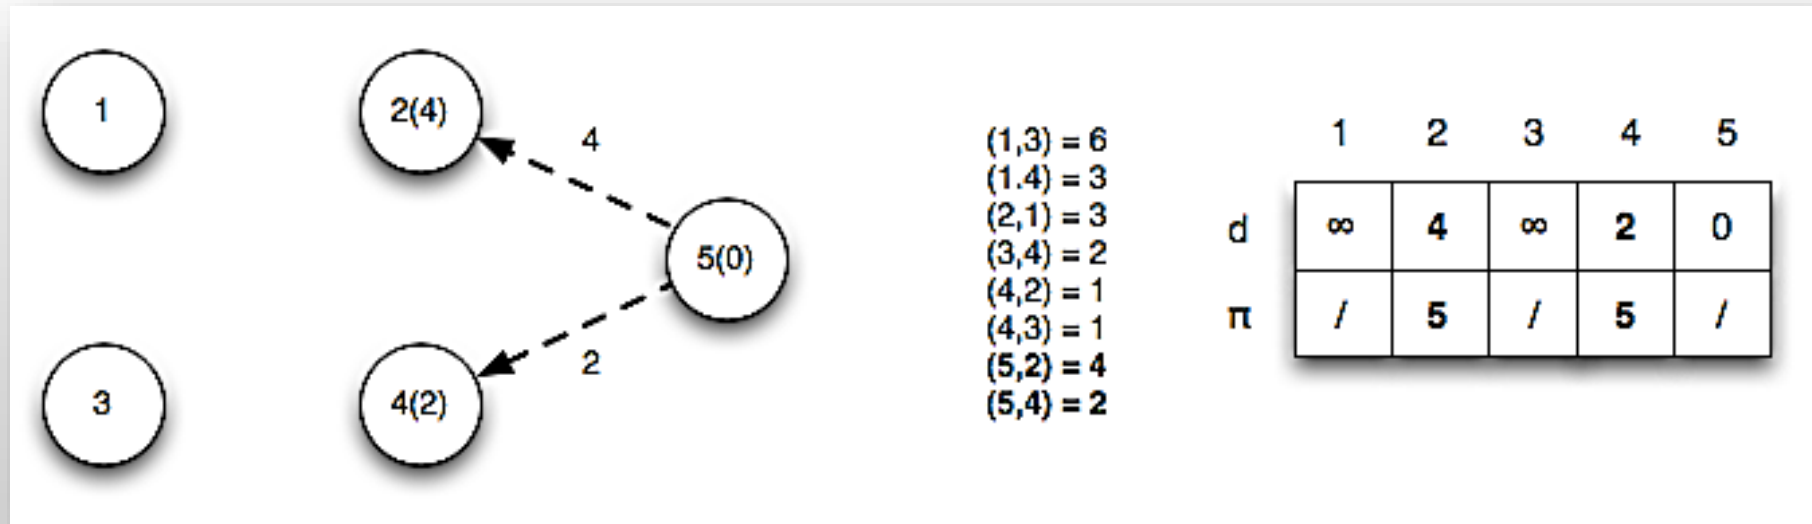 1
2(4)
4
5(0)
2
3
4(2)
(1,3) = 6
(1.4) = 3
(2,1) = 3
(3,4) = 2
(4,2) = 1
(4,3) = 1
(5,2) = 4
(5,4) = 2
1 2 3 4 5
d ∞ 4 ∞ 2 0
π / 5 / 5 /